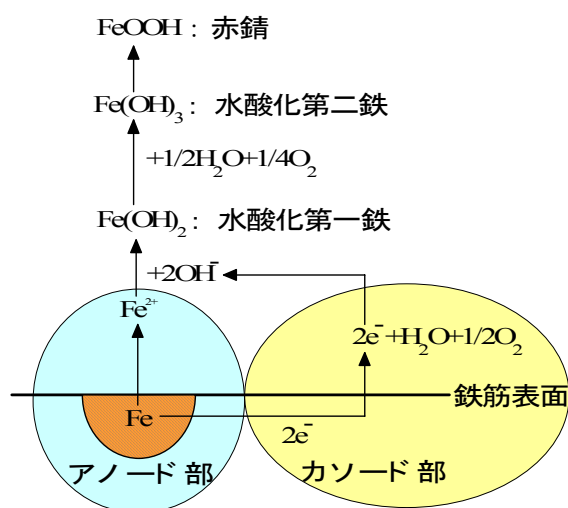 FeOOH : 赤錆
Fe(OH)₃ : 水酸化第二鉄
+1/2H₂O+1/4O₂
Fe(OH)₂ : 水酸化第一鉄
+2OH⁻
Fe²⁺
2e⁻+H₂O+1/2O₂
鉄筋表面
Fe
2e⁻
アノード部
カソード部